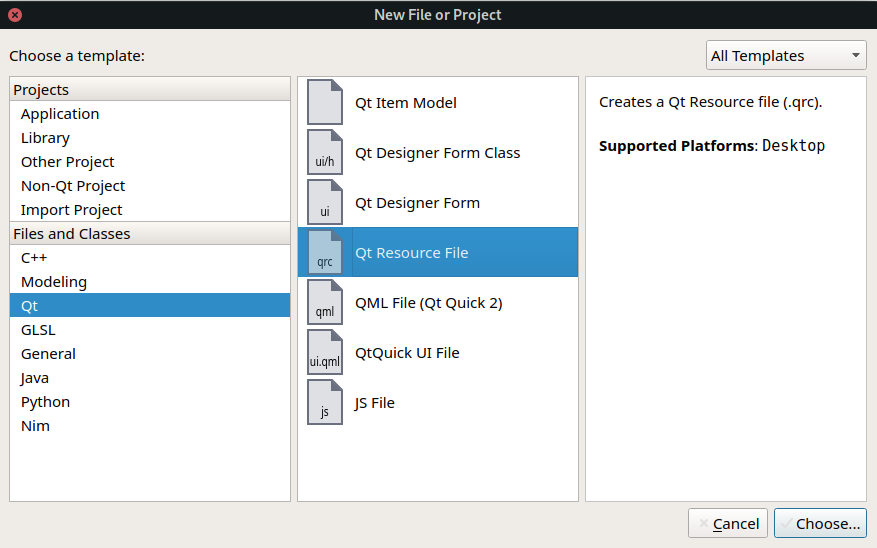 New File or Project
Choose a template:
All Templates
Projects
Application
Library
Other Project
Non-Qt Project
Import Project
Files and Classes
C++
Modeling
Qt
GLSL
General
Java
Python
Nim
Qt Item Model
ui/h
Qt Designer Form Class
ui
Qt Designer Form
qrc
Qt Resource File
qml
QML File (Qt Quick 2)
ui.qml
QtQuick UI File
js
JS File
Creates a Qt Resource file (.qrc).
Supported Platforms: Desktop
Cancel
Choose...